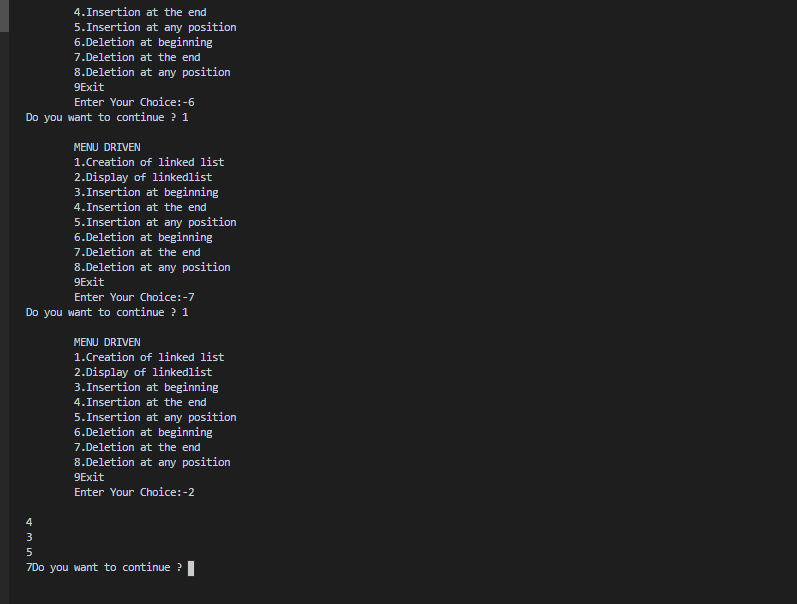 4.Insertion at the end
5.Insertion at any position
6.Deletion at beginning
7.Deletion at the end
8.Deletion at any position
9Exit
Enter Your Choice:-6
Do you want to continue ? 1
MENU DRIVEN
1.Creation of linked list
2.Display of linkedlist
3.Insertion at beginning
4.Insertion at the end
5.Insertion at any position
6.Deletion at beginning
7.Deletion at the end
8.Deletion at any position
9Exit
Enter Your Choice:-7
Do you want to continue ? 1
MENU DRIVEN
1.Creation of linked list
2.Display of linkedlist
3.Insertion at beginning
4.Insertion at the end
5.Insertion at any position
6.Deletion at beginning
7.Deletion at the end
8.Deletion at any position
9Exit
Enter Your Choice:-2
4
3
5
7Do you want to continue ?